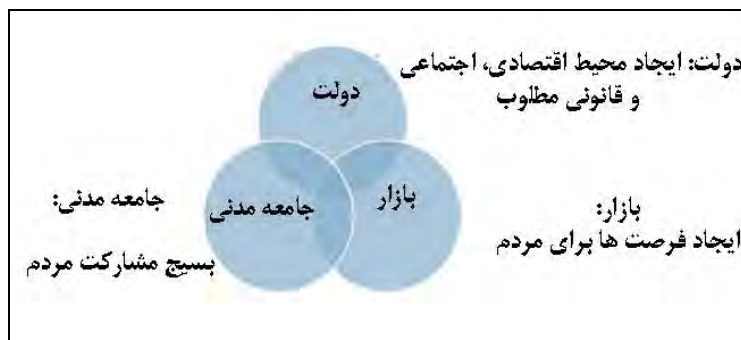 دولت: ایجاد محیط اقتصادی، اجتماعی
و قانونی مطلوب
دولت
بازار
جامعه مدنی
بازار:
ایجاد فرصت ها برای مردم
جامعه مدنی:
بسیج مشارکت مردم